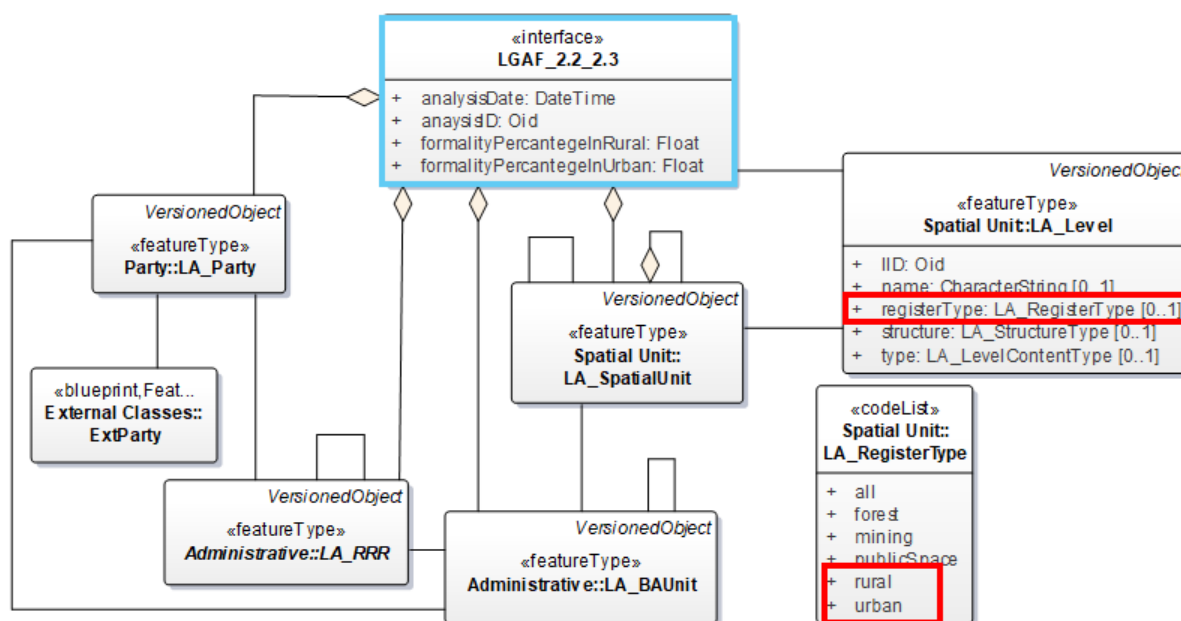 «interface»
LGAF_2.2_2.3
+ analysisDate: DateTime
+ anaysisID: Oid
+ formalityPercantegeInRural: Float
+ formalityPercantegeInUrban: Float
VersionedObject
«featureType»
Party::LA_Party
VersionedObject
«featureType»
Spatial Unit::LA_Level
+ lID: Oid
+ name: CharacterString [0..1]
+ registerType: LA_RegisterType [0..1]
+ structure: LA_StructureType [0..1]
+ type: LA_LevelContentType [0..1]
VersionedObject
«featureType»
Spatial Unit::
LA_SpatialUnit
«blueprint,Feat...
External Classes::
ExtParty
«codeList»
Spatial Unit::
LA_RegisterType
+ all
+ forest
+ mining
+ publicSpace
+ rural
+ urban
VersionedObject
«featureType»
Administrative::LA_RRR
VersionedObject
«featureType»
Administrative::LA_BAUnit